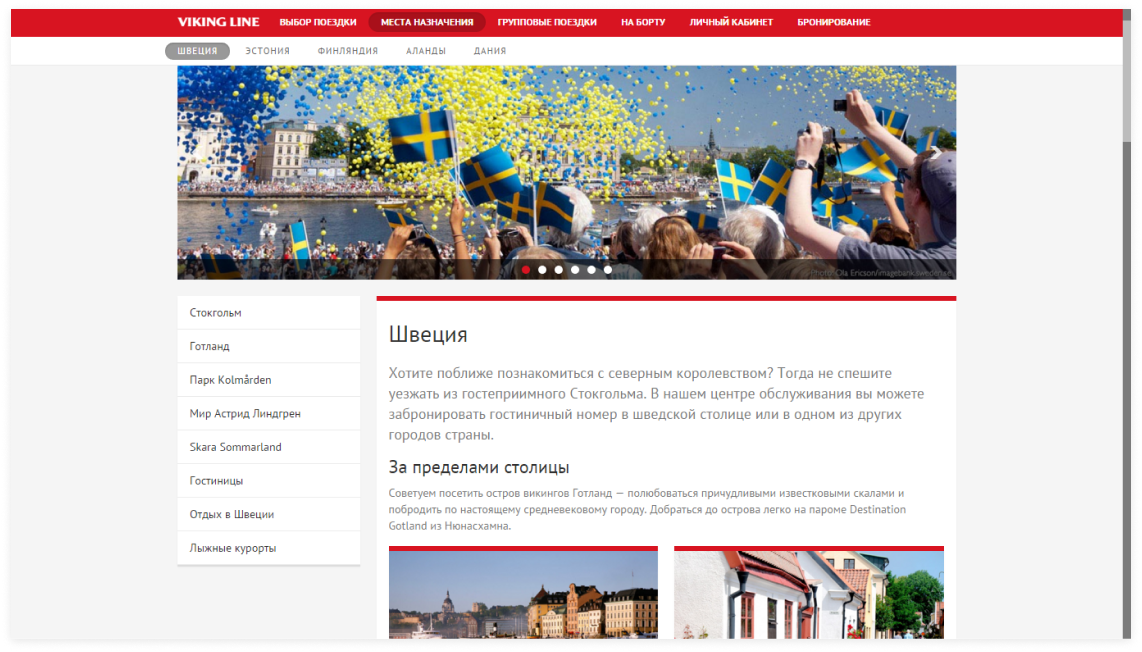 VIKING LINE ВЫБОР ПОЕЗДКИ МЕСТА НАЗНАЧЕНИЯ ГРУППОВЫЕ ПОЕЗДКИ НА БОРТУ ЛИЧНЫЙ КАБИНЕТ БРОНИРОВАНИЕ
ШВЕЦИЯ ЭСТОНИЯ ФИНЛЯНДИЯ АЛАНДЫ ДАНИЯ
Photo: Ola Ericson/imagebank.sweden.se
Стокгольм
Готланд
Парк Kolmården
Мир Астрид Линдгрен
Skara Sommarland
Гостиницы
Отдых в Швеции
Лыжные курорты
Швеция
Хотите поближе познакомиться с северным королевством? Тогда не спешите
уезжать из гостеприимного Стокгольма. В нашем центре обслуживания вы можете
забронировать гостиничный номер в шведской столице или в одном из других
городов страны.
За пределами столицы
Советуем посетить остров викингов Готланд — полюбоваться причудливыми известковыми скалами и
побродить по настоящему средневековому городу. Добраться до острова легко на пароме Destination
Gotland из Нюнасхамна.